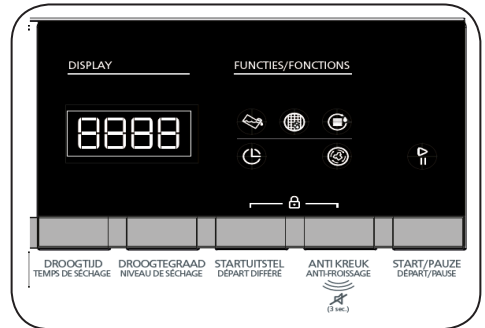 DISPLAY
FUNCTIES/FONCTIONS
8888
DROOGTIJD
TEMPS DE SÉCHAGE
DROOGTEGRAAD
NIVEAU DE SÉCHAGE
STARTUITSTEL
DÉPART DIFFÉRÉ
ANTI KREUK
ANTI-FROISSAGE
(3 sec.)
START/PAUZE
DÉPART/PAUSE